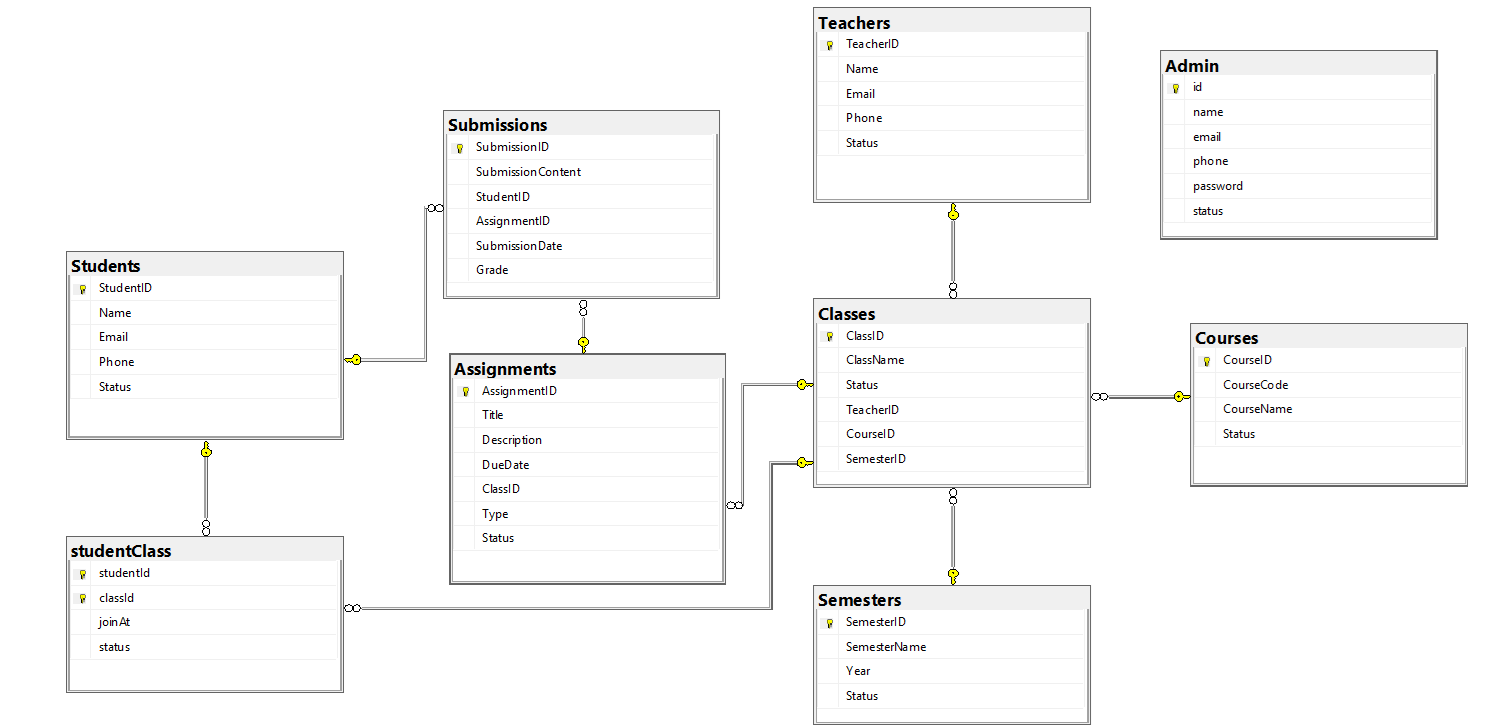 Teachers
TeacherID
Name
Email
Phone
Status
Admin
id
name
email
phone
password
status
Submissions
SubmissionID
SubmissionContent
StudentID
AssignmentID
SubmissionDate
Grade
Students
StudentID
Name
Email
Phone
Status
Assignments
AssignmentID
Title
Description
DueDate
ClassID
Type
Status
Classes
ClassID
ClassName
Status
TeacherID
CourseID
SemesterID
Courses
CourseID
CourseCode
CourseName
Status
studentClass
studentId
classId
joinAt
status
Semesters
SemesterID
SemesterName
Year
Status